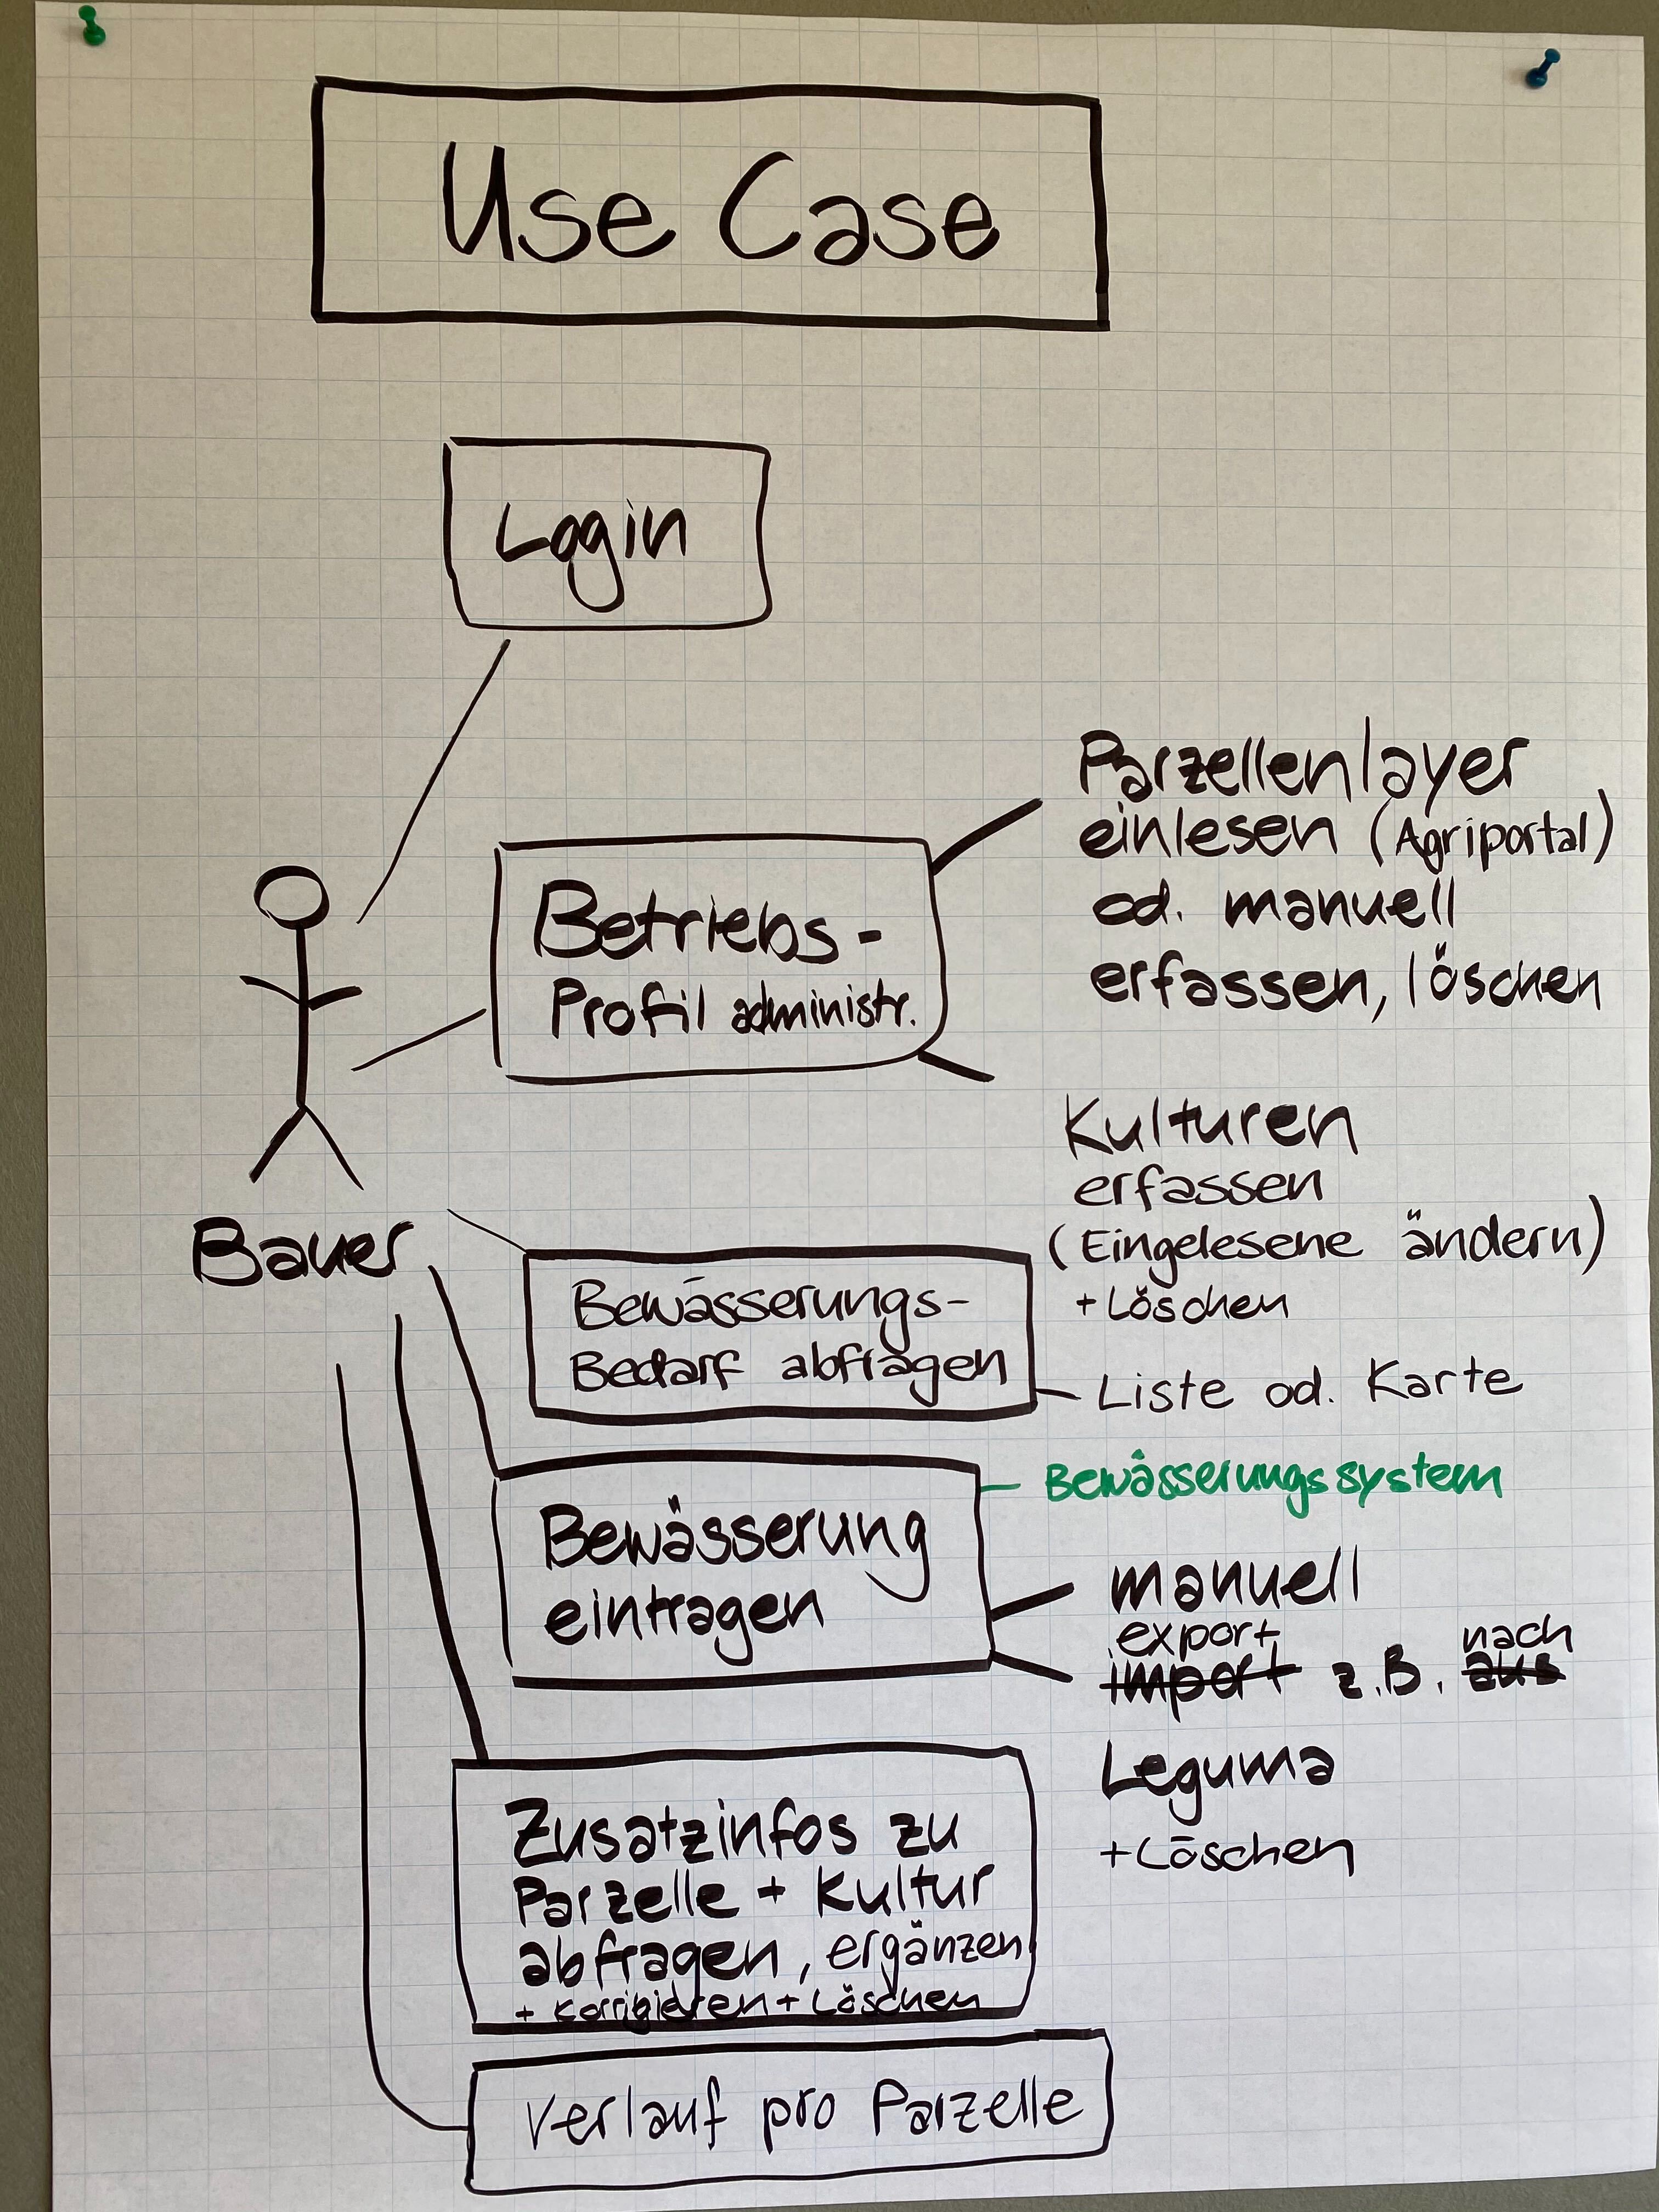 Use Case
Login
Parzellenlayer
einlesen (Agriportal)
od. manuell
erfassen, löschen
Betriebs-
Profil administr.
Bauer
Kulturen
erfassen
(Eingelesene ändern)
+ Löschen
Bewässerungs-
Bedarf abfragen
Liste od. Karte
Bewässerung
eintragen
Bewässerungssystem
manuell
export nach
import z.B. aus
Leguma
+ Löschen
Zusatzinfos zu
Parzelle + Kultur
abfragen, ergänzen
+ korrigieren + Löschen
Verlauf pro Parzelle